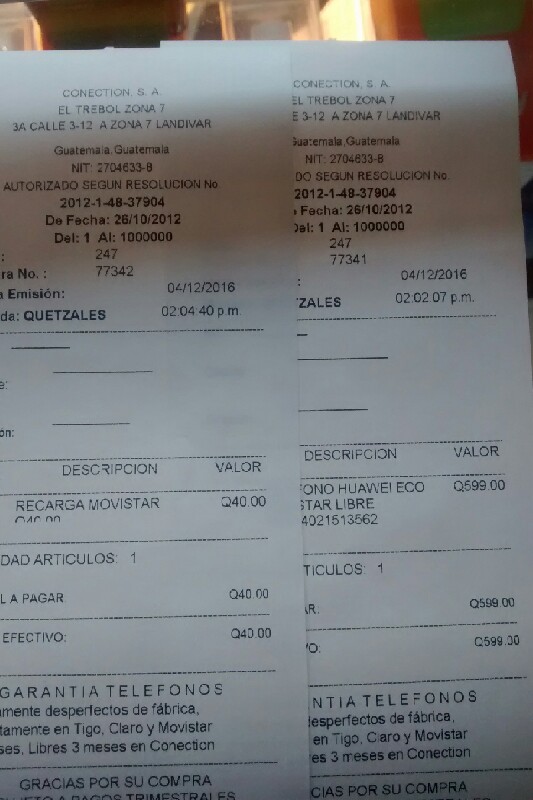 CONECTION, S. A.
EL TREBOL ZONA 7
3A CALLE 3-12 A ZONA 7 LANDIVAR
Guatemala,Guatemala
NIT: 2704633-8
AUTORIZADO SEGUN RESOLUCION No.
2012-1-48-37904
De Fecha: 26/10/2012
Del: 1 Al: 1000000
: 247
ra No. : 77342
a Emisión: 04/12/2016
da: QUETZALES 02:04:40 p.m.
e:
ón:
DESCRIPCION VALOR
RECARGA MOVISTAR Q40.00
Q40.00
DAD ARTICULOS: 1
L A PAGAR Q40.00
EFECTIVO: Q40.00
GARANTIA TELEFONOS
mente desperfectos de fábrica,
tamente en Tigo, Claro y Movistar
ses, Libres 3 meses en Conection
GRACIAS POR SU COMPRA
JETO A PAGOS TRIMESTRALES
CONECTION, S. A.
EL TREBOL ZONA 7
E 3-12 A ZONA 7 LANDIVAR
Guatemala,Guatemala
NIT: 2704633-8
DO SEGUN RESOLUCION No.
2012-1-48-37904
Fecha: 26/10/2012
Del: 1 Al: 1000000
247
77341
: 04/12/2016
ZALES 02:02:07 p.m.
DESCRIPCION VALOR
FONO HUAWEI ECO Q599.00
STAR LIBRE
4021513562
TICULOS: 1
AR: Q599.00
O: Q599.00
NTIA TELEFONOS
desperfectos de fábrica,
en Tigo, Claro y Movistar
res 3 meses en Conection
CIAS POR SU COMPRA